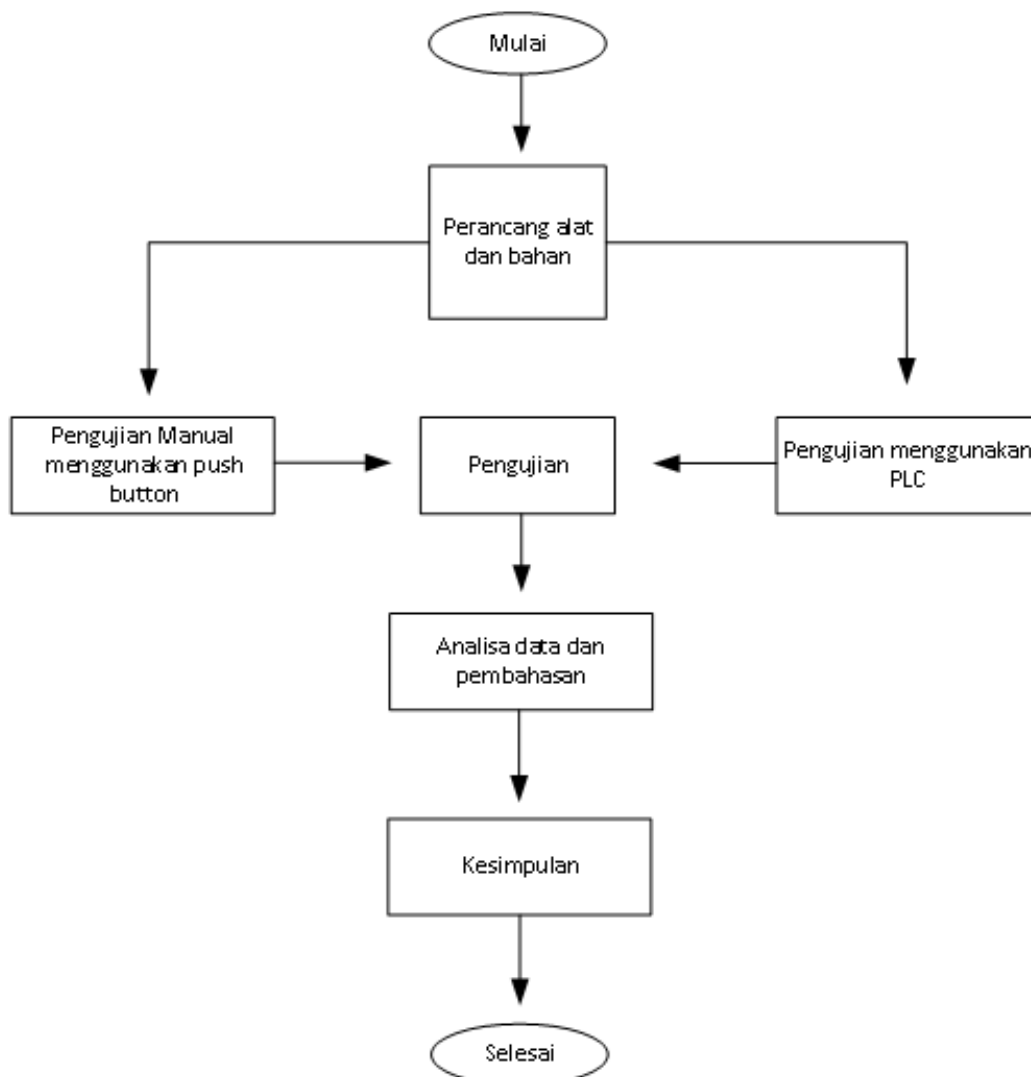 Mulai
Perancang alat
dan bahan
Pengujian Manual
menggunakan push
button
Pengujian
Pengujian menggunakan
PLC
Analisa data dan
pembahasan
Kesimpulan
Selesai